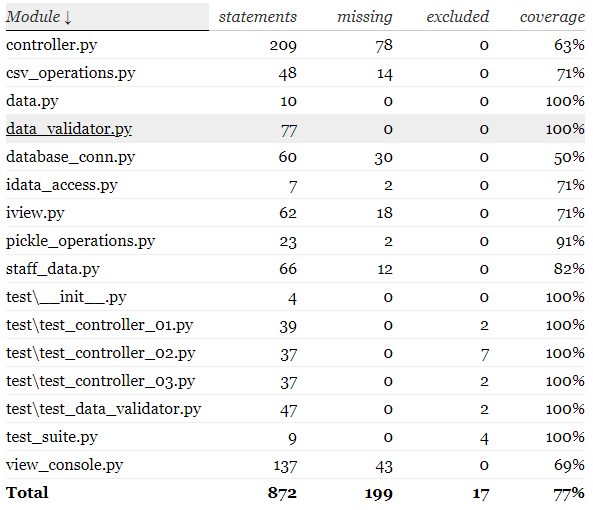 Module ↓ statements missing excluded coverage
controller.py 209 78 0 63%
csv_operations.py 48 14 0 71%
data.py 10 0 0 100%
data_validator.py 77 0 0 100%
database_conn.py 60 30 0 50%
idata_access.py 7 2 0 71%
iview.py 62 18 0 71%
pickle_operations.py 23 2 0 91%
staff_data.py 66 12 0 82%
test\__init__.py 4 0 0 100%
test\test_controller_01.py 39 0 2 100%
test\test_controller_02.py 37 0 7 100%
test\test_controller_03.py 37 0 2 100%
test\test_data_validator.py 47 0 2 100%
test_suite.py 9 0 4 100%
view_console.py 137 43 0 69%
Total 872 199 17 77%